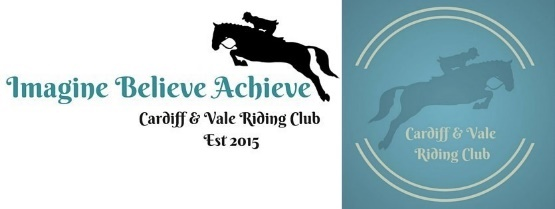 Imagine Believe Achieve
Cardiff & Vale Riding Club
Est 2015
Cardiff & Vale
Riding Club